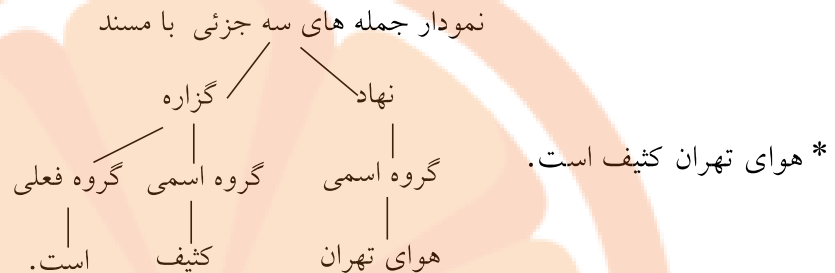 نمودار جمله های سه جزئی با مسند
نهاد گزاره
* هوای تهران کثیف است.
گروه اسمی گروه اسمی گروه فعلی
هوای تهران کثیف است.